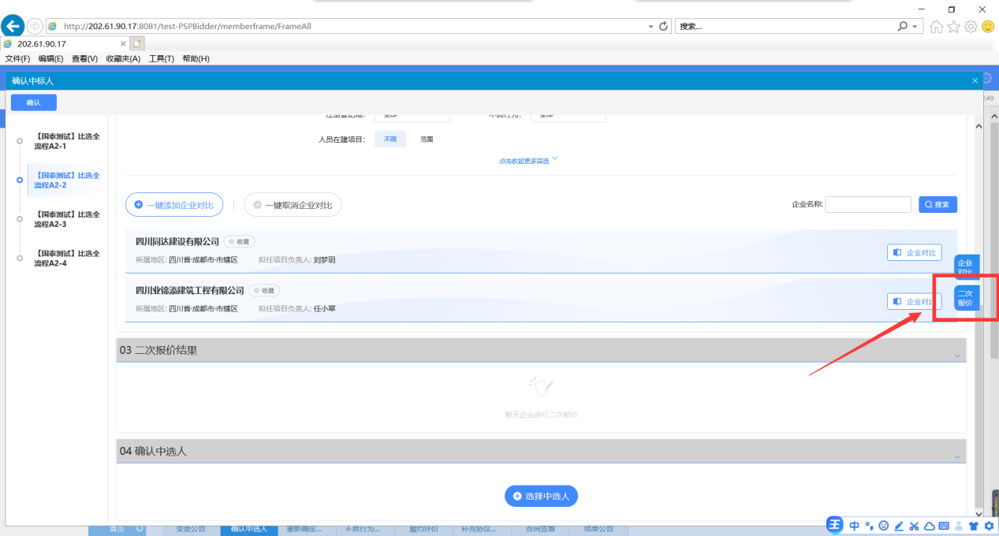 http://202.61.90.17:8081/test-PSPBidder/memberframe/FrameAll
搜索...
202.61.90.17
文件(F) 编辑(E) 查看(V) 收藏夹(A) 工具(T) 帮助(H)
确认中标人
:49
确认
【国泰测试】比选全
流程A2-1
【国泰测试】比选全
流程A2-2
【国泰测试】比选全
流程A2-3
【国泰测试】比选全
流程A2-4
注册登记地: 全部 不良行为: 全部
人员在建项目: 不限 范围
点击收起更多筛选
一键添加企业对比 一键取消企业对比
企业名称: 搜索
四川同达建设有限公司 收藏
所属地区: 四川省·成都市·市辖区 拟任项目负责人: 刘梦玥
企业对比
企业
对比
四川业锦添建筑工程有限公司 收藏
所属地区: 四川省·成都市·市辖区 拟任项目负责人: 任小翠
企业对比
二次
报价
03 二次报价结果
暂无企业进行二次报价
04 确认中选人
选择中选人
首页 变更公告 确认中选人 重新确定... 不良行为... 履约评价 补充协议... 合同签署 结果公告
王 中